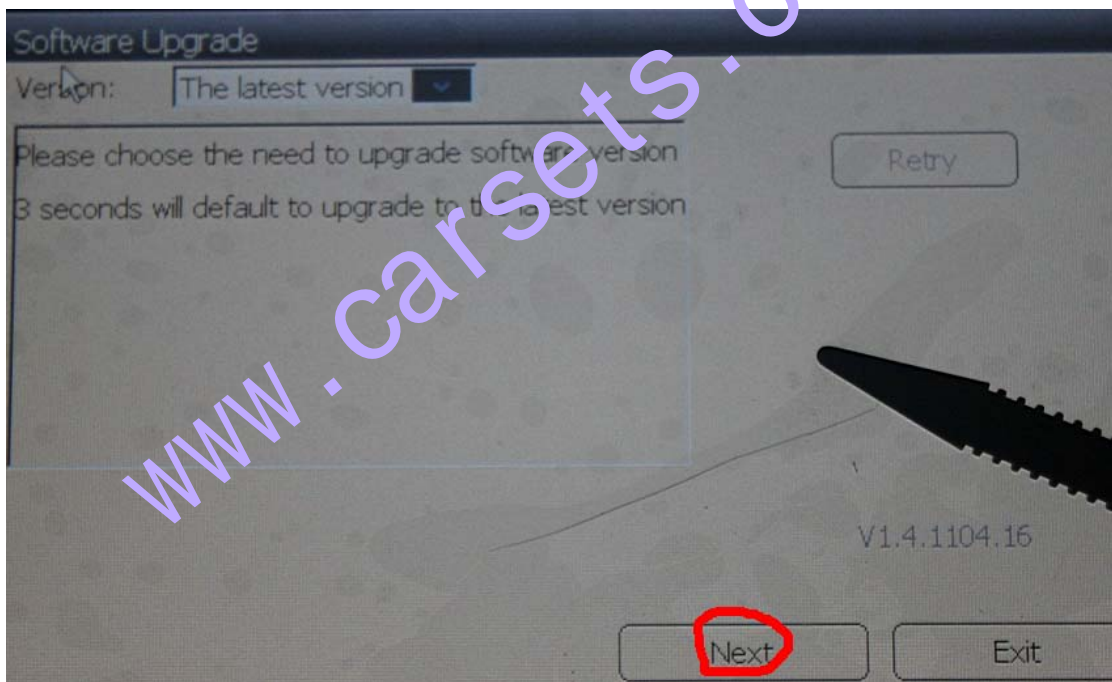 Software Upgrade
Version: The latest version
Please choose the need to upgrade software version
Retry
3 seconds will default to upgrade to the latest version
www.carsets.
V1.4.1104.16
Next
Exit